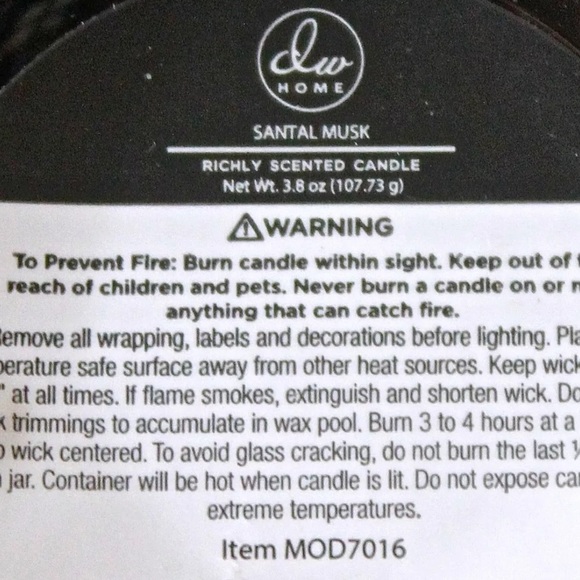 dw
HOME
SANTAL MUSK
RICHLY SCENTED CANDLE
Net Wt. 3.8 oz (107.73 g)
WARNING
To Prevent Fire: Burn candle within sight. Keep out of
reach of children and pets. Never burn a candle on or
anything that can catch fire.
emove all wrapping, labels and decorations before lighting. Pla
perature safe surface away from other heat sources. Keep wick
" at all times. If flame smokes, extinguish and shorten wick. Do
k trimmings to accumulate in wax pool. Burn 3 to 4 hours at a
wick centered. To avoid glass cracking, do not burn the last
jar. Container will be hot when candle is lit. Do not expose ca
extreme temperatures.
Item MOD7016